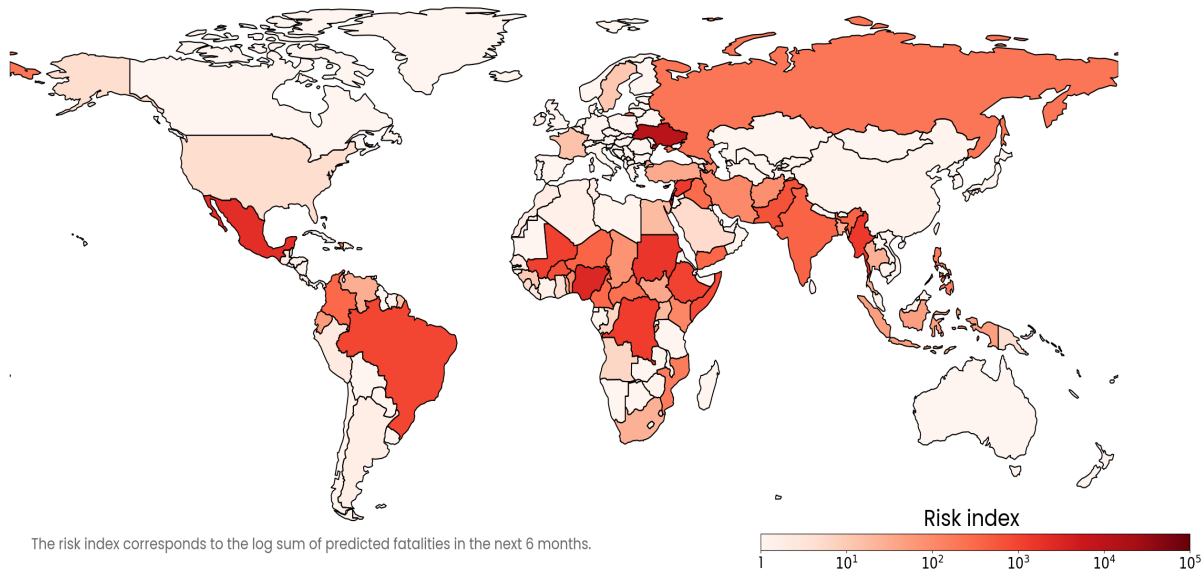 Risk index
The risk index corresponds to the log sum of predicted fatalities in the next 6 months.
1 10¹ 10² 10³ 10⁴ 10⁵